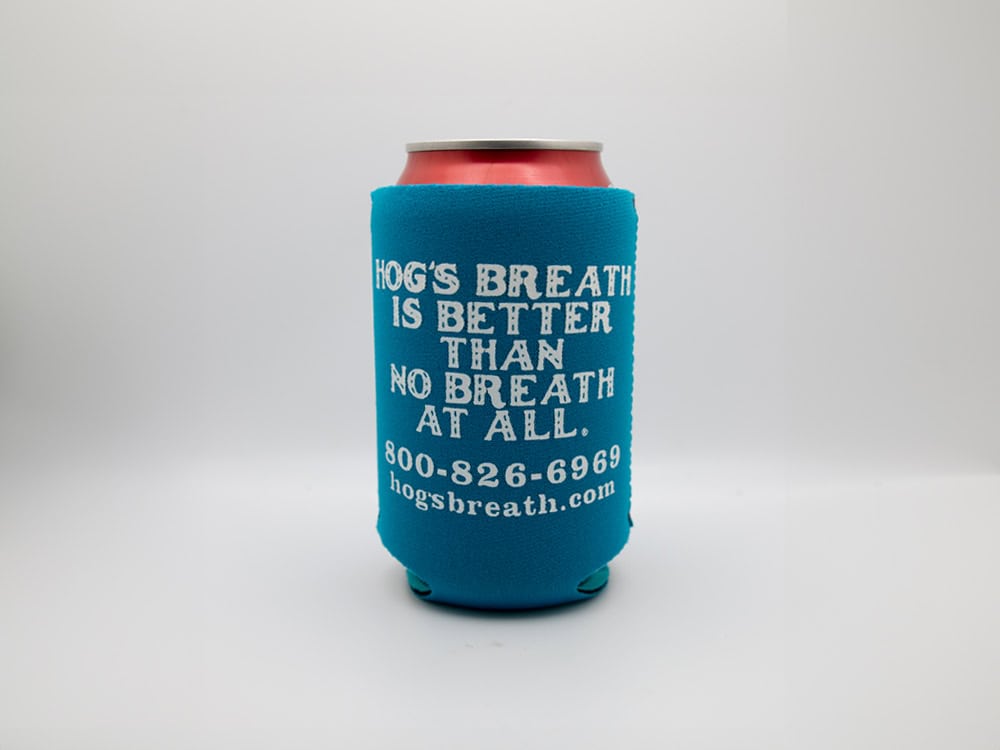 HOG'S BREATH
IS BETTER
THAN
NO BREATH
AT ALL.®
800-826-6969
hogsbreath.com